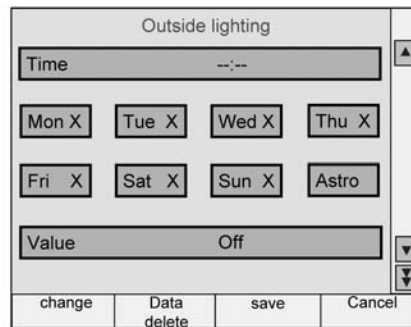 Outside lighting
Time --:--
Mon X Tue X Wed X Thu X
Fri X Sat X Sun X Astro
Value Off
change Data delete save Cancel